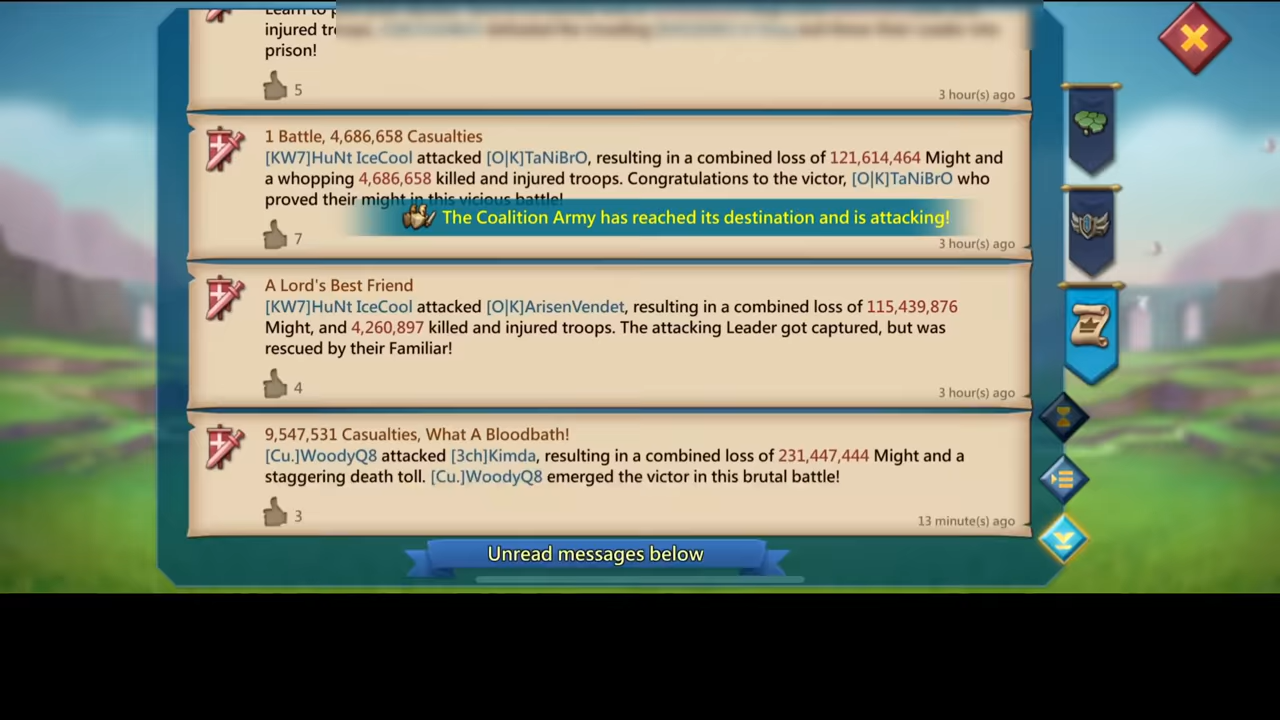 Learn to
injured
prison!
5
3 hour(s) ago
1 Battle, 4,686,658 Casualties
[KW7]HuNt IceCool attacked [O|K]TaNiBrO, resulting in a combined loss of 121,614,464 Might and
a whopping 4,686,658 killed and injured troops. Congratulations to the victor, [O|K]TaNiBrO who
proved their might in this vicious battle!
The Coalition Army has reached its destination and is attacking!
7
3 hour(s) ago
A Lord's Best Friend
[KW7]HuNt IceCool attacked [O|K]ArisenVendet, resulting in a combined loss of 115,439,876
Might, and 4,260,897 killed and injured troops. The attacking Leader got captured, but was
rescued by their Familiar!
4
3 hour(s) ago
9,547,531 Casualties, What A Bloodbath!
[Cu.]WoodyQ8 attacked [3ch]Kimda, resulting in a combined loss of 231,447,444 Might and a
staggering death toll. [Cu.]WoodyQ8 emerged the victor in this brutal battle!
3
13 minute(s) ago
Unread messages below